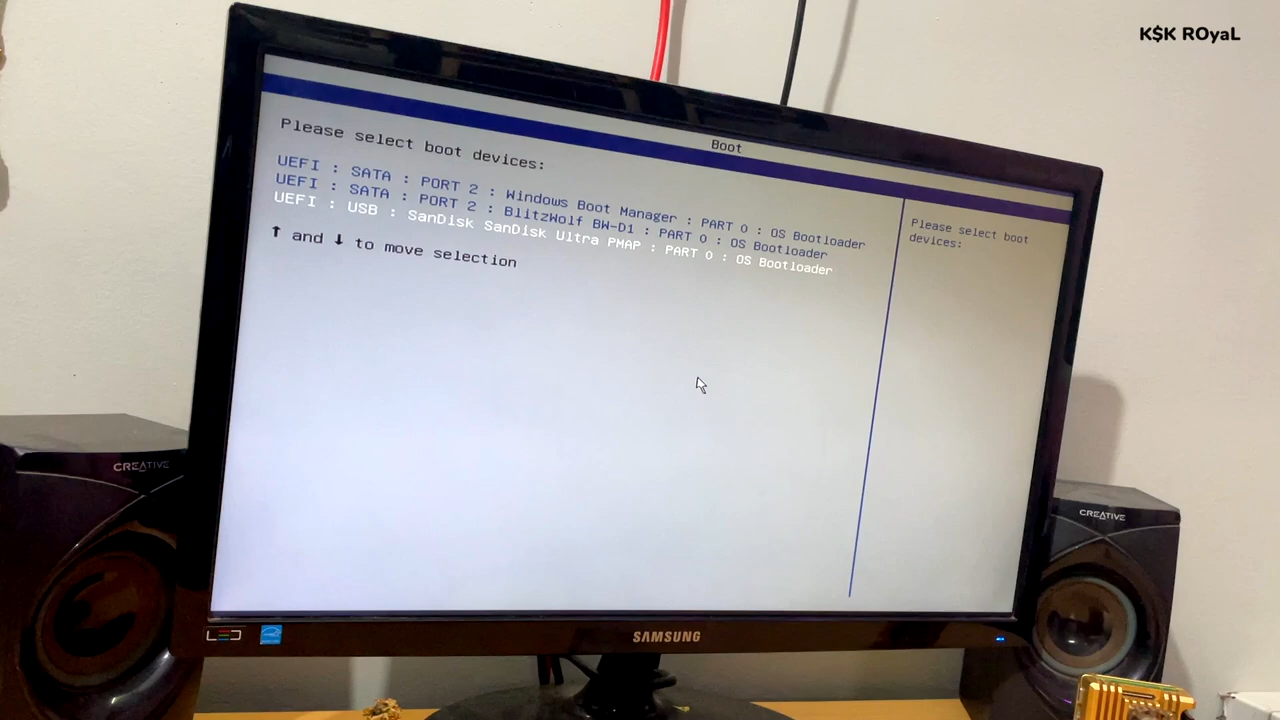 K$K ROyaL
Boot
Please select boot devices:
UEFI : SATA : PORT 2 : Windows Boot Manager : PART 0 : OS Bootloader
UEFI : SATA : PORT 2 : BlitzWolf BW-D1 : PART 0 : OS Bootloader
UEFI : USB : SanDisk SanDisk Ultra PMAP : PART 0 : OS Bootloader
↑ and ↓ to move selection
Please select boot
devices:
CREATIVE
CREATIVE
SAMSUNG